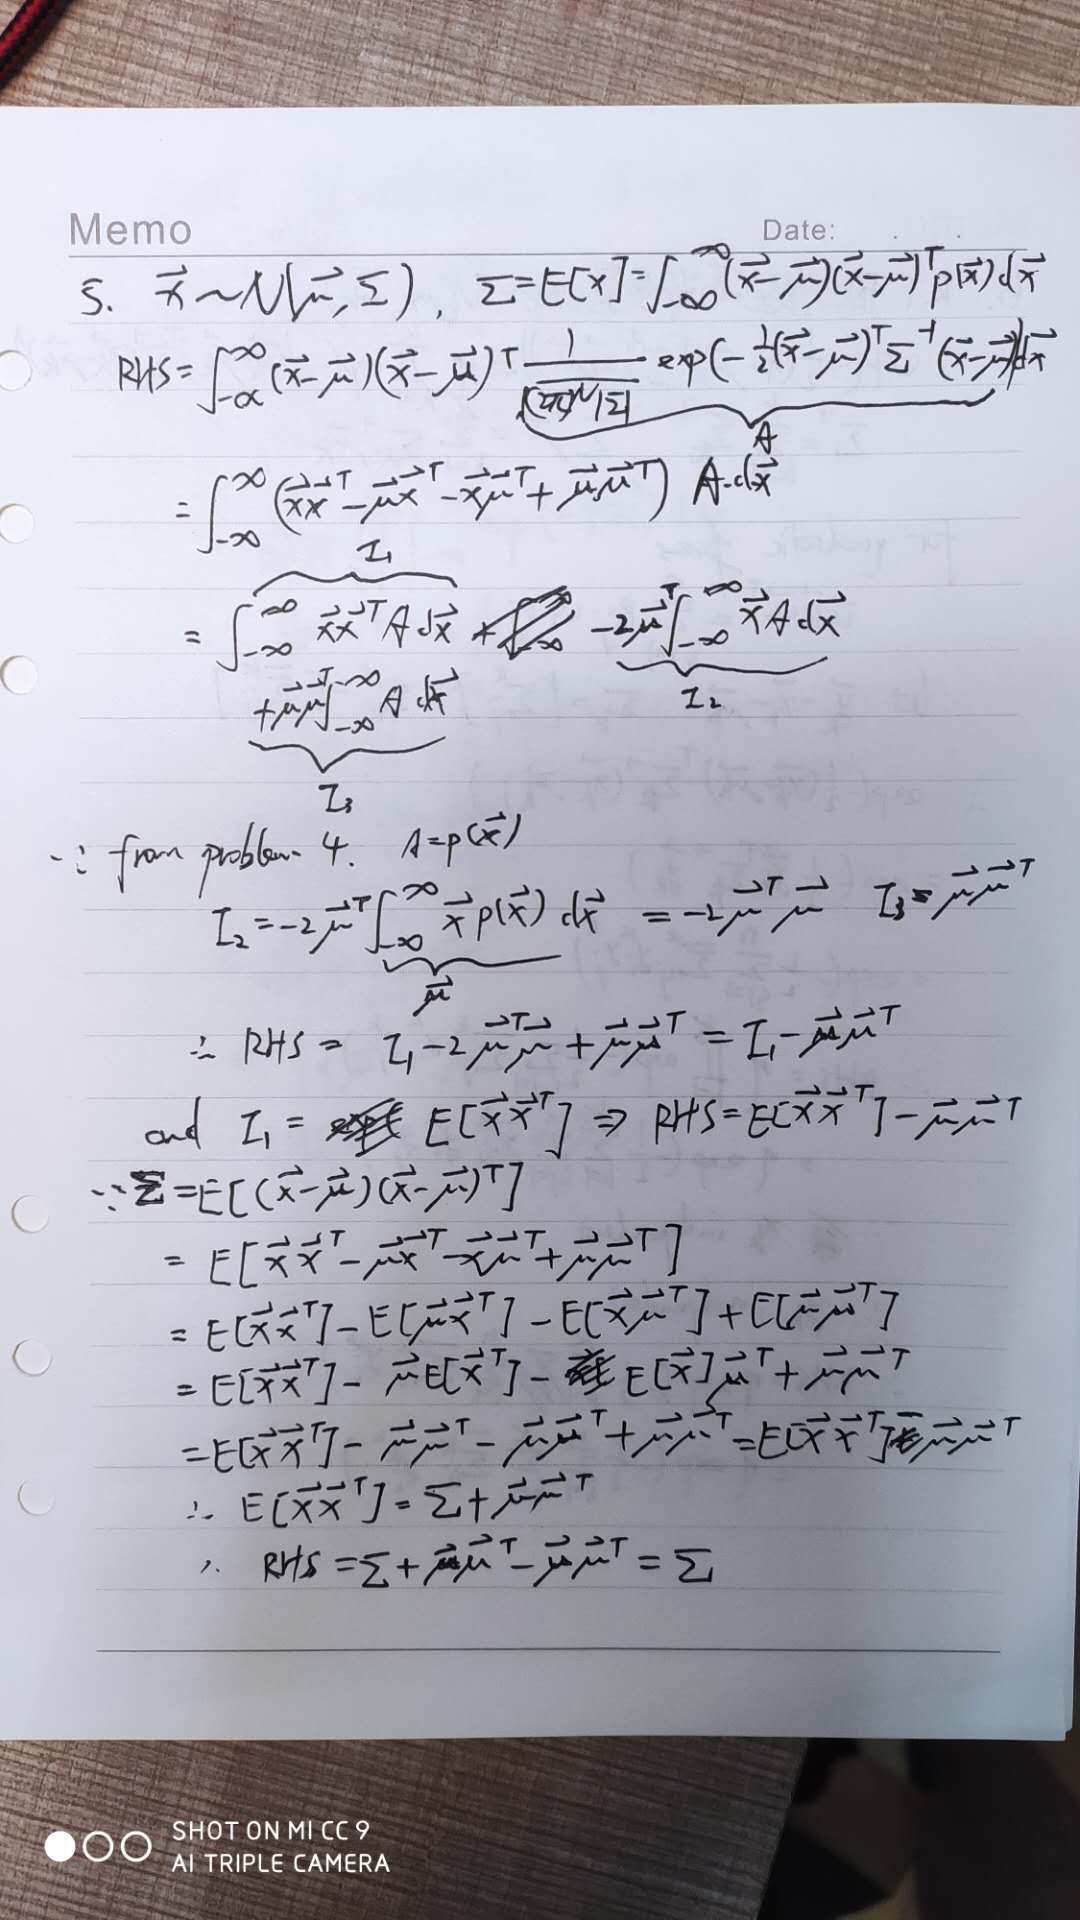 Memo
Date: . .
5. x⃗ ~ N(μ⃗, Σ), Σ = E[x] = ∫_{-∞}^{∞} (x⃗-μ⃗)(x⃗-μ⃗)^T p(x⃗) dx⃗
RHS = ∫_{-∞}^{∞} (x⃗-μ⃗)(x⃗-μ⃗)^T 1/√((2π)^N|Σ|) exp(-½(x⃗-μ⃗)^T Σ^{-1} (x⃗-μ⃗)) dx⃗
A
= ∫_{-∞}^{∞} (x⃗x⃗^T - μ⃗x⃗^T - x⃗μ⃗^T + μ⃗μ⃗^T) A·dx⃗
I₁
= ∫_{-∞}^{∞} x⃗x⃗^T A dx⃗ -2μ⃗^T ∫_{-∞}^{∞} x⃗ A dx⃗
I₂
+ μ⃗μ⃗^T ∫_{-∞}^{∞} A dx⃗
I₃
∵ from problem 4. A = p(x⃗)
I₂ = -2μ⃗^T ∫_{-∞}^{∞} x⃗ p(x⃗) dx⃗ = -2μ⃗^T μ⃗ I₃ = μ⃗μ⃗^T
μ⃗
∴ RHS = I₁ - 2μ⃗^Tμ⃗ + μ⃗μ⃗^T = I₁ - μ⃗μ⃗^T
and I₁ = E[x⃗x⃗^T] ⇒ RHS = E[x⃗x⃗^T] - μ⃗μ⃗^T
∵ Σ = E[(x⃗-μ⃗)(x⃗-μ⃗)^T]
= E[x⃗x⃗^T - μ⃗x⃗^T - x⃗μ⃗^T + μ⃗μ⃗^T]
= E[x⃗x⃗^T] - E[μ⃗x⃗^T] - E[x⃗μ⃗^T] + E[μ⃗μ⃗^T]
= E[x⃗x⃗^T] - μ⃗E[x⃗^T] - E[x⃗]μ⃗^T + μ⃗μ⃗^T
= E[x⃗x⃗^T] - μ⃗μ⃗^T - μ⃗μ⃗^T + μ⃗μ⃗^T = E[x⃗x⃗^T] - μ⃗μ⃗^T
∴ E[x⃗x⃗^T] = Σ + μ⃗μ⃗^T
∴ RHS = Σ + μ⃗μ⃗^T - μ⃗μ⃗^T = Σ
SHOT ON MI CC 9
AI TRIPLE CAMERA